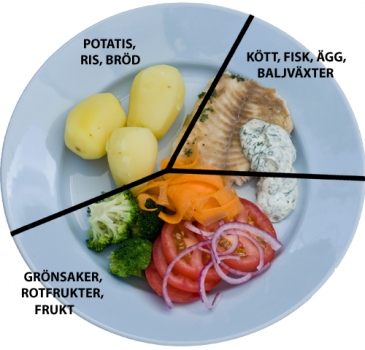 POTATIS,
RIS, BRÖD
KÖTT, FISK, ÄGG,
BALJVÄXTER
GRÖNSAKER,
ROTFRUKTER,
FRUKT